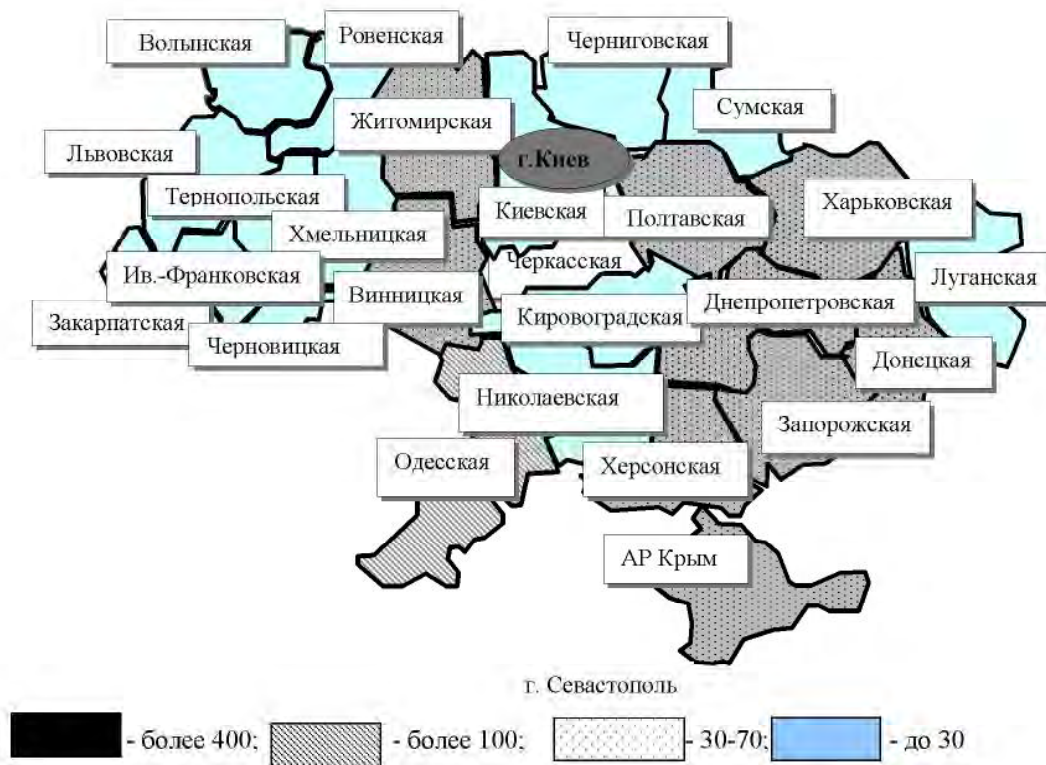 Волынская
Ровенская
Черниговская
Сумская
Житомирская
Львовская
г.Киев
Тернопольская
Киевская
Полтавская
Харьковская
Хмельницкая
Черкасская
Ив.-Франковская
Винницкая
Луганская
Закарпатская
Кировоградская
Днепропетровская
Черновицкая
Донецкая
Николаевская
Запорожская
Одесская
Херсонская
АР Крым
г. Севастополь
- более 400;
- более 100;
- 30-70;
- до 30